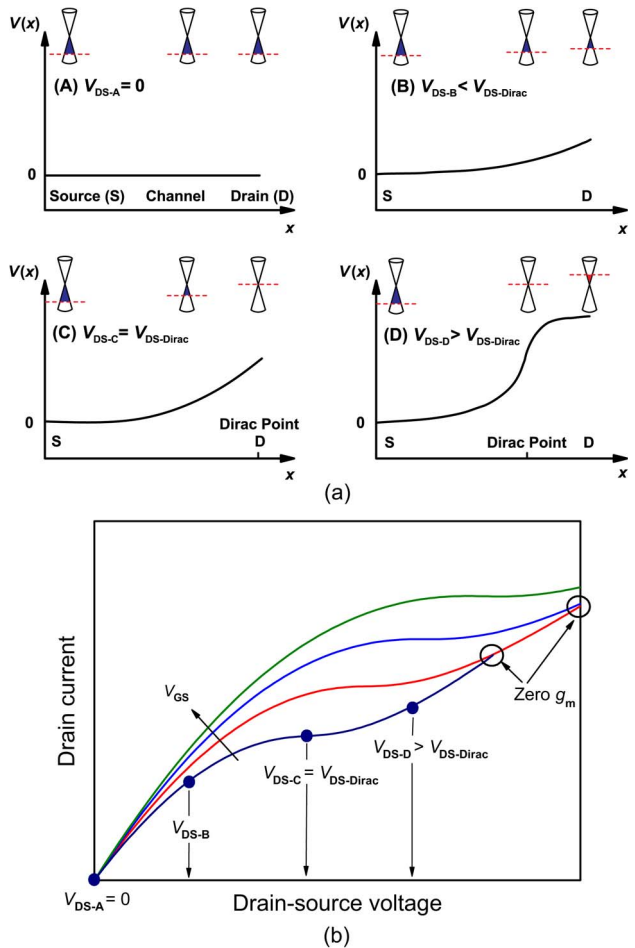 V(x)
(A) V_DS-A = 0
0
Source (S) Channel Drain (D)
x
V(x)
(B) V_DS-B < V_DS-Dirac
0
S D
x
V(x)
(C) V_DS-C = V_DS-Dirac
0
Dirac Point
S D
x
V(x)
(D) V_DS-D > V_DS-Dirac
0
S Dirac Point D
x
(a)
Drain current
V_GS
Zero g_m
V_DS-D > V_DS-Dirac
V_DS-C = V_DS-Dirac
V_DS-B
V_DS-A = 0
Drain-source voltage
(b)